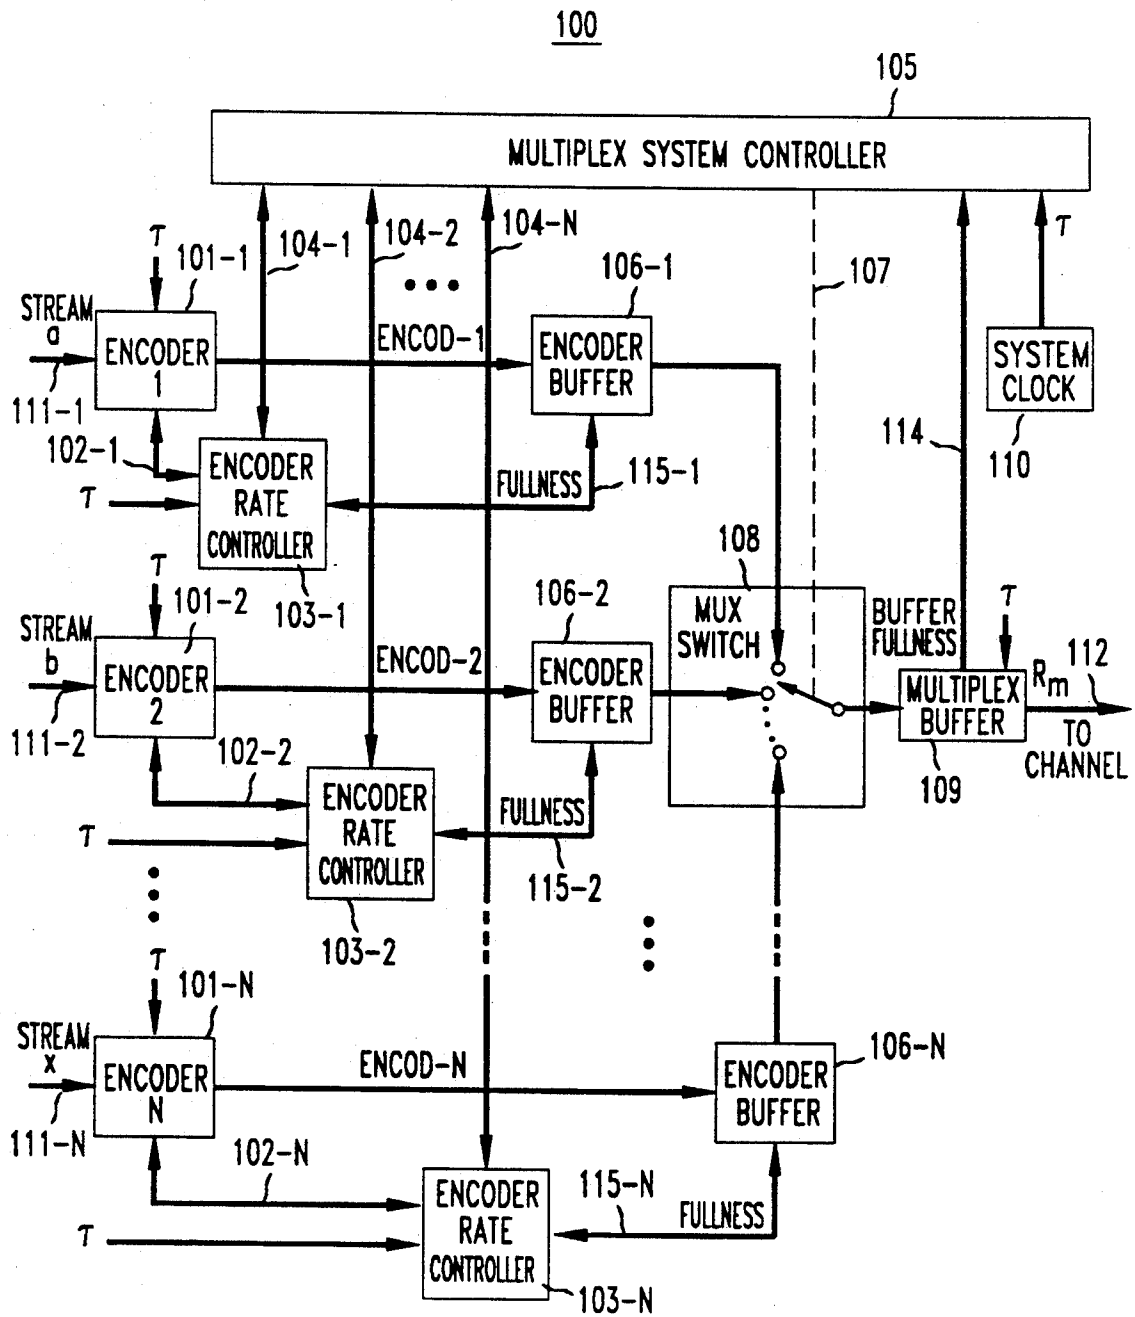 100
105
MULTIPLEX SYSTEM CONTROLLER
τ
101-1
104-1
104-2
104-N
106-1
107
τ
STREAM
a
ENCODER
1
111-1
102-1
ENCOD-1
ENCODER
BUFFER
SYSTEM
CLOCK
110
114
τ
ENCODER
RATE
CONTROLLER
103-1
FULLNESS
115-1
τ
101-2
STREAM
b
ENCODER
2
111-2
102-2
ENCOD-2
106-2
ENCODER
BUFFER
108
MUX
SWITCH
BUFFER
FULLNESS
τ
MULTIPLEX
BUFFER
109
Rm
112
TO
CHANNEL
τ
ENCODER
RATE
CONTROLLER
103-2
FULLNESS
115-2
τ
101-N
STREAM
x
ENCODER
N
111-N
102-N
ENCOD-N
106-N
ENCODER
BUFFER
τ
ENCODER
RATE
CONTROLLER
103-N
115-N
FULLNESS